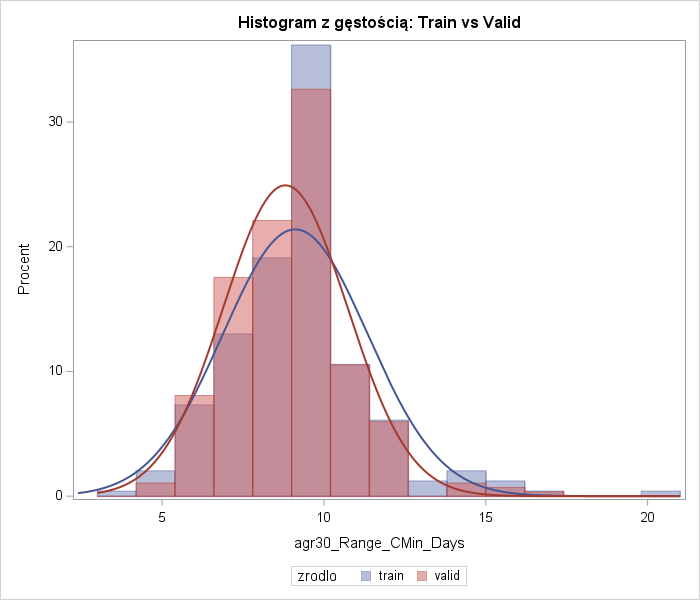 Histogram z gęstością: Train vs Valid
Procent
30
20
10
0
5 10 15 20
agr30_Range_CMin_Days
zrodlo train valid